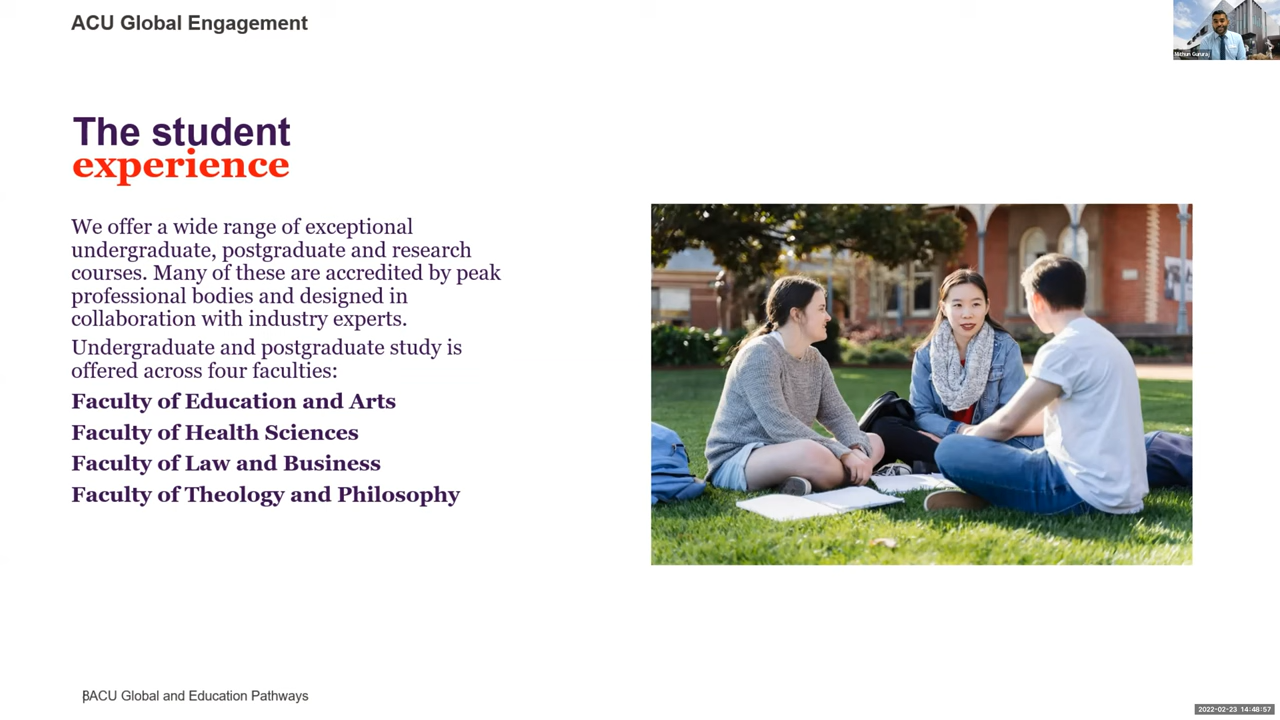 ACU Global Engagement
Mithun Gururaj
The student
experience
We offer a wide range of exceptional
undergraduate, postgraduate and research
courses. Many of these are accredited by peak
professional bodies and designed in
collaboration with industry experts.
Undergraduate and postgraduate study is
offered across four faculties:
Faculty of Education and Arts
Faculty of Health Sciences
Faculty of Law and Business
Faculty of Theology and Philosophy
ACU Global and Education Pathways
2022-02-23 14:48:57